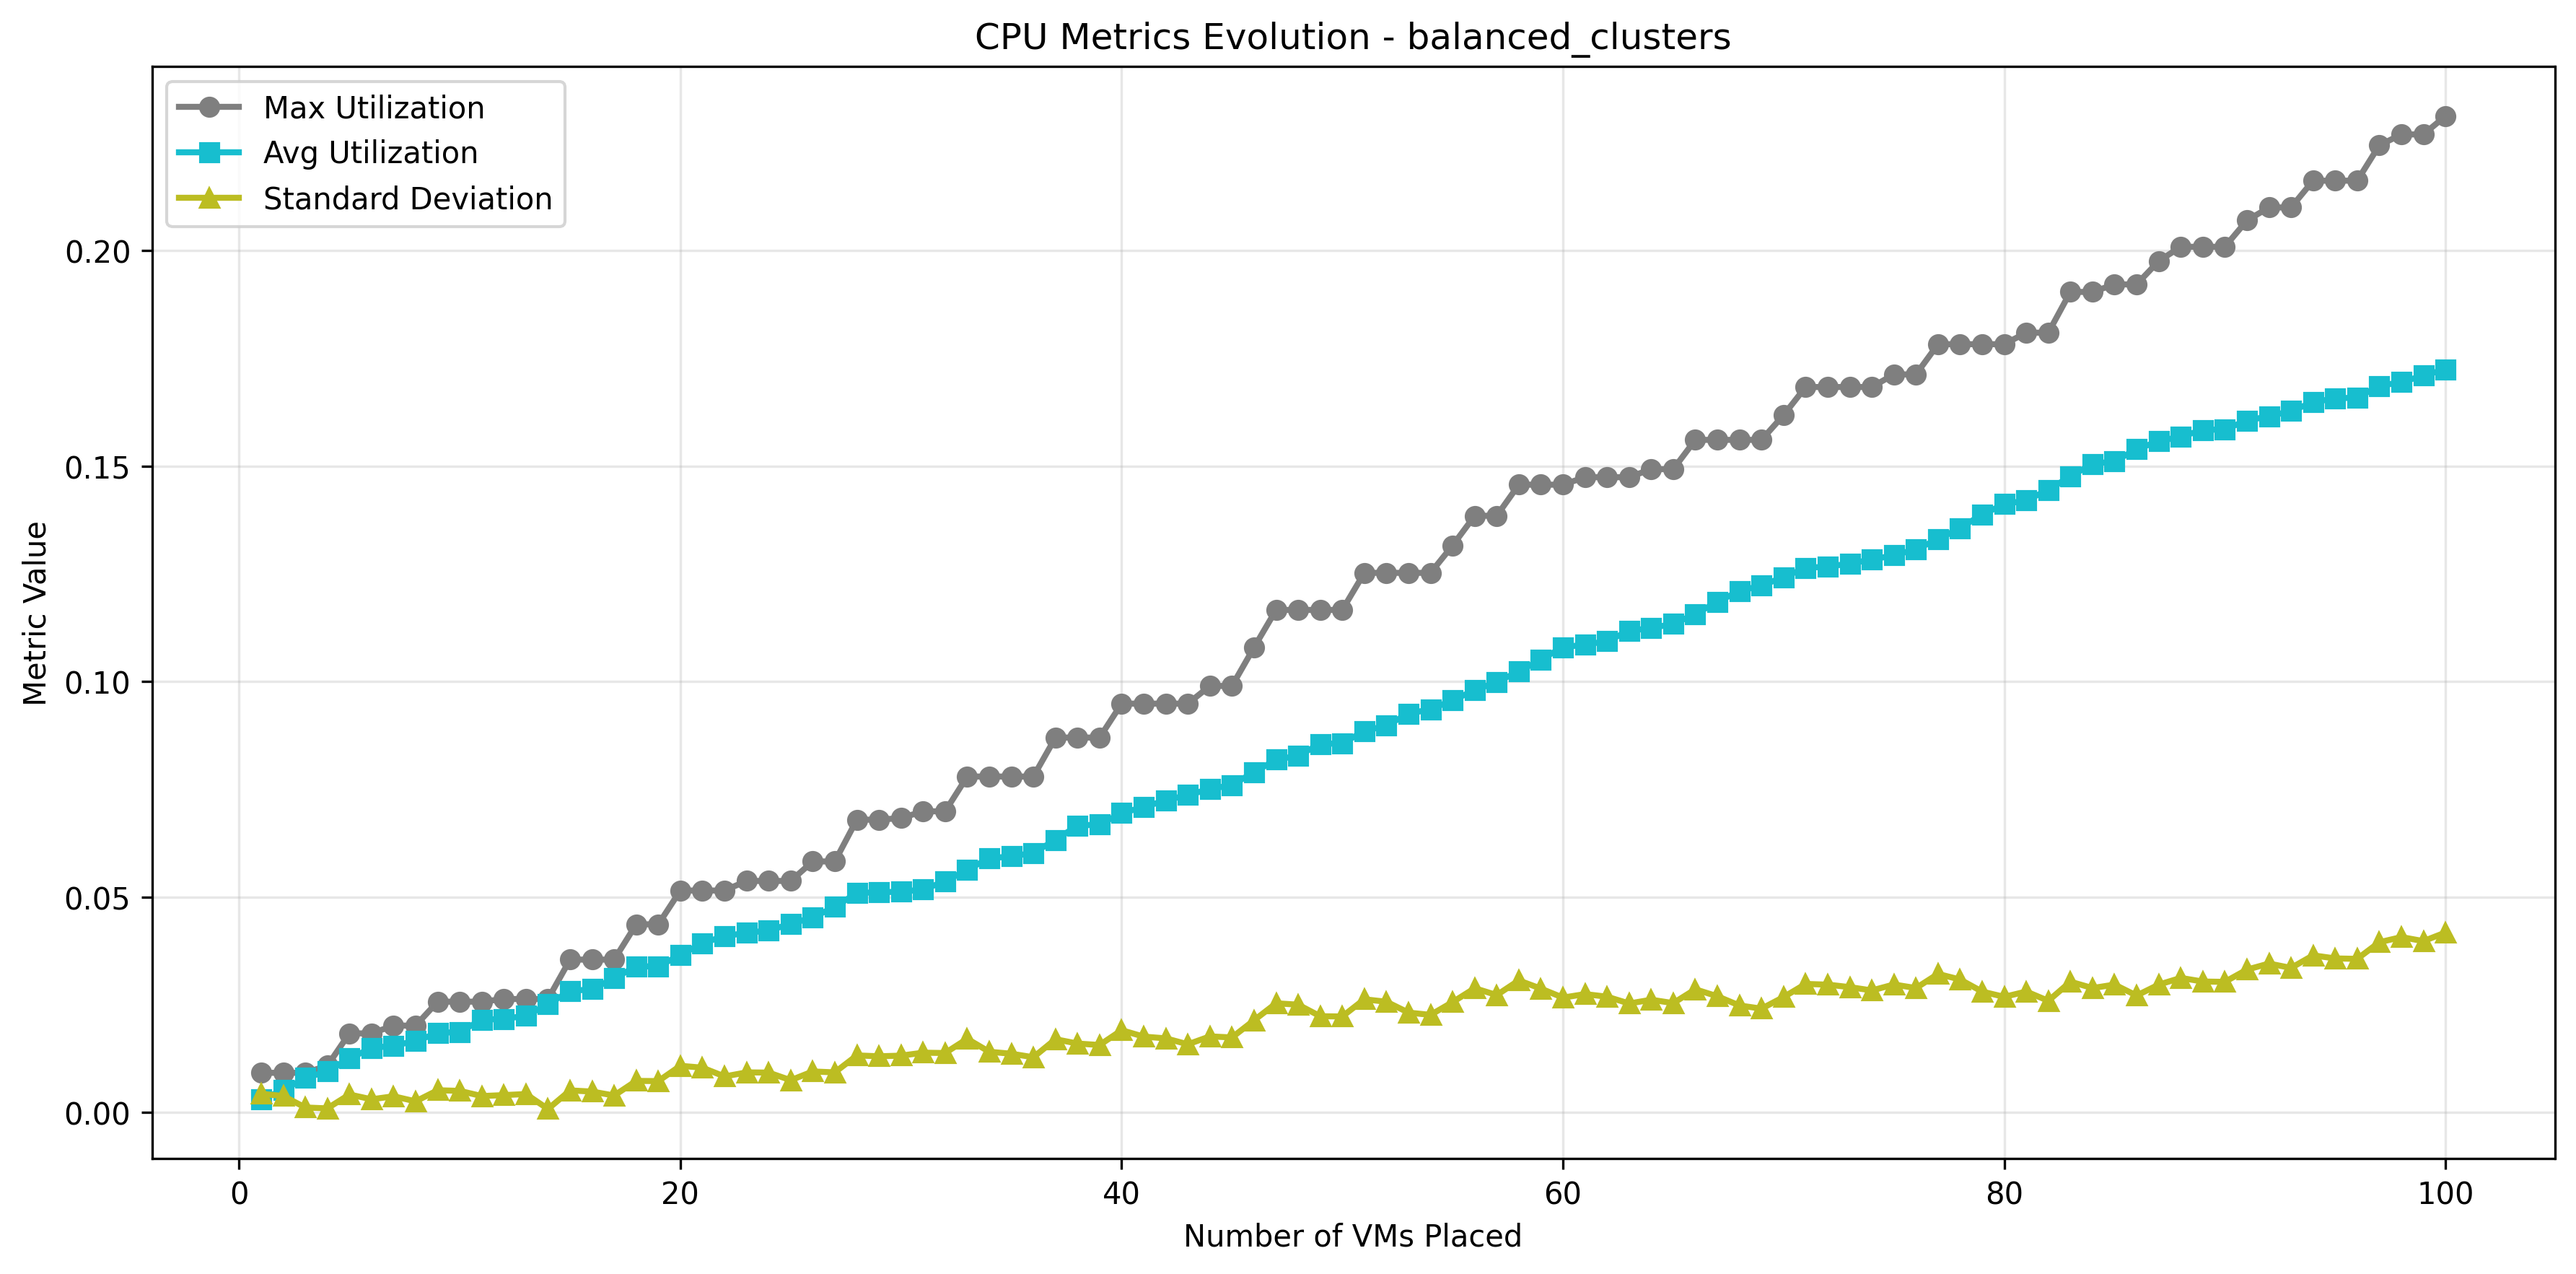 CPU Metrics Evolution - balanced_clusters
Max Utilization
Avg Utilization
Standard Deviation
Metric Value
0.20
0.15
0.10
0.05
0.00
0 20 40 60 80 100
Number of VMs Placed